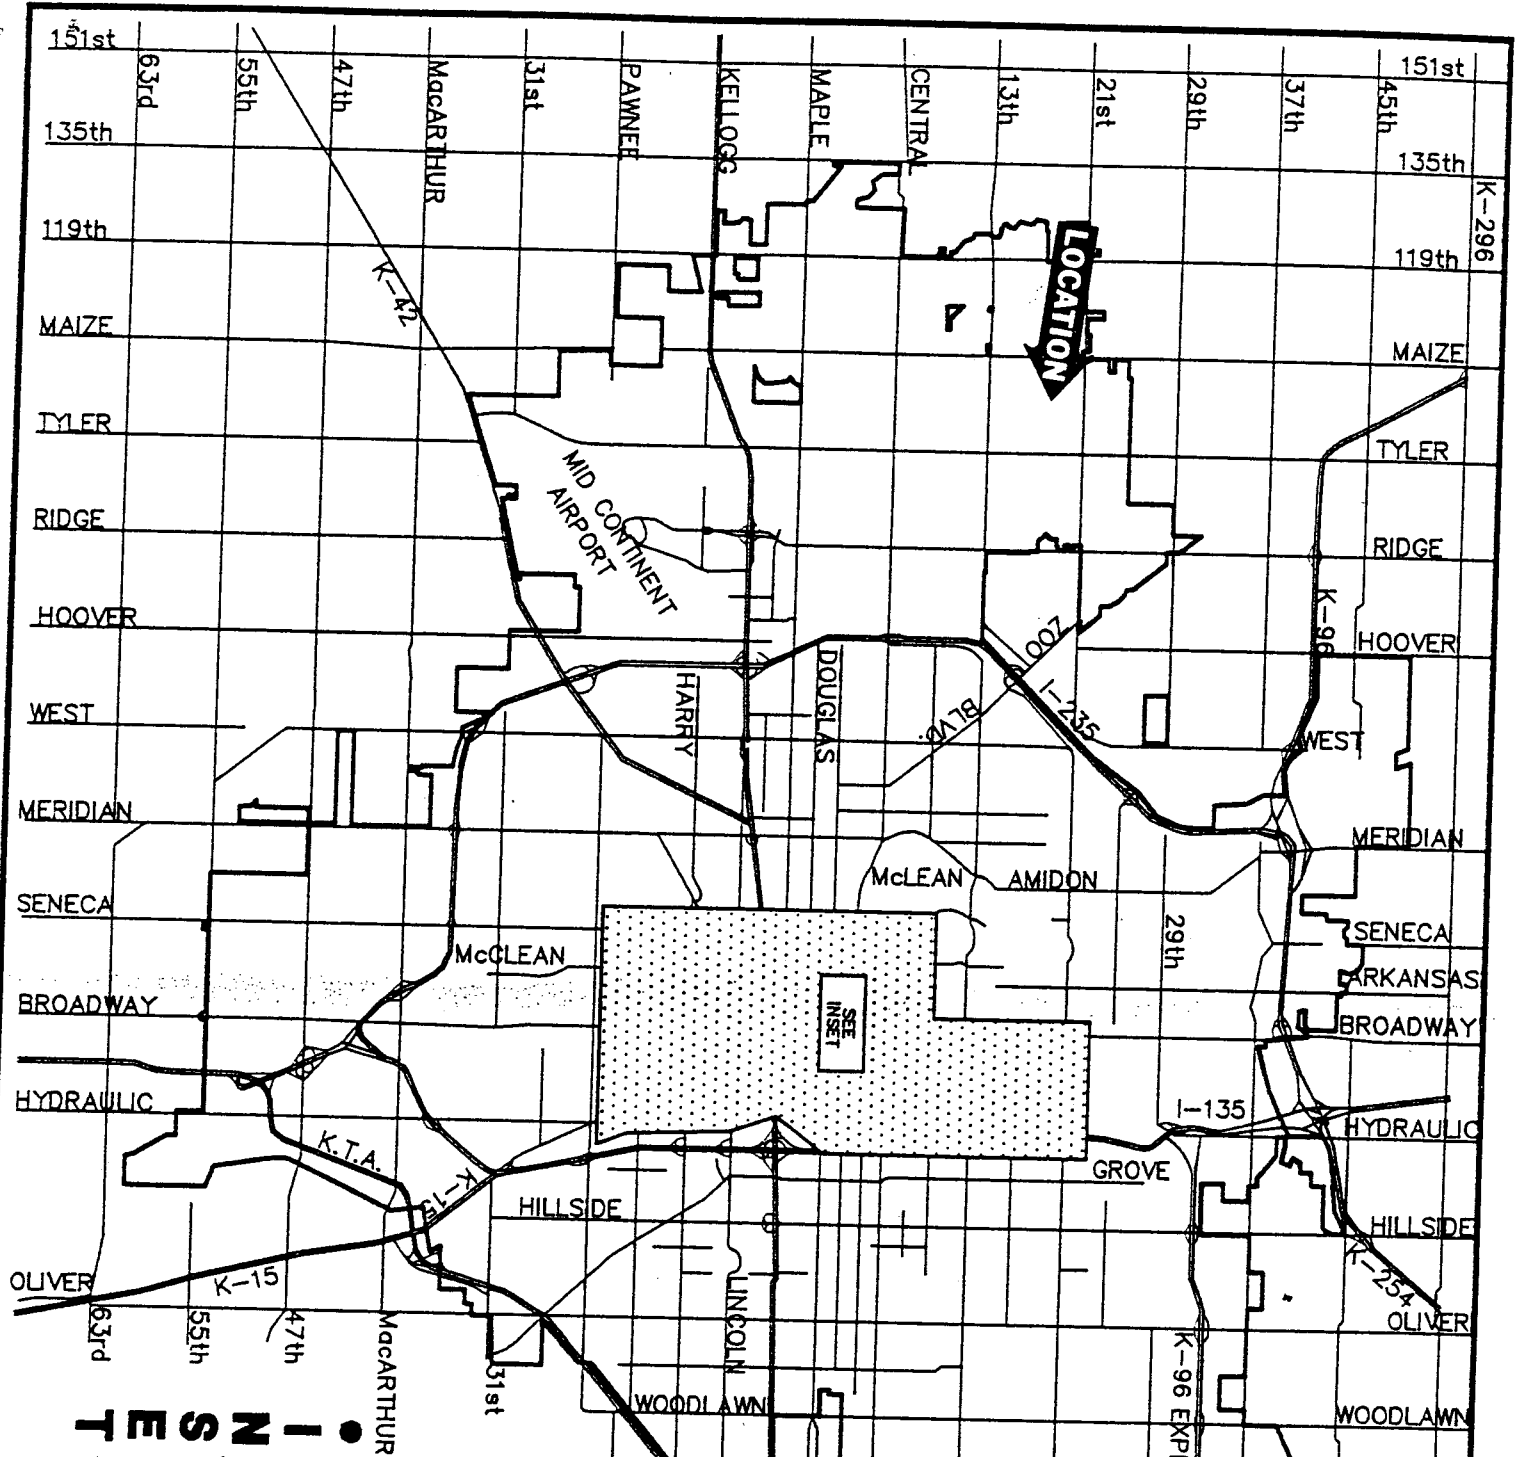 151st
151st
63rd
55th
47th
MacARTHUR
31st
PAWNEE
KELLOGG
MAPLE
CENTRAL
13th
21st
29th
37th
45th
135th
135th
K-296
119th
119th
LOCATION
K-42
MAIZE
MAIZE
TYLER
TYLER
MID CONTINENT
AIRPORT
RIDGE
RIDGE
K-96
HOOVER
HOOVER
ZOO
BLVD.
I-235
DOUGLAS
HARRY
WEST
WEST
MERIDIAN
MERIDIAN
McLEAN
AMIDON
SENECA
SENECA
29th
McCLEAN
ARKANSAS
SEE
INSET
BROADWAY
BROADWAY
HYDRAULIC
I-135
HYDRAULIC
K.T.A.
K-15
GROVE
HILLSIDE
HILLSIDE
K-254
OLIVER
K-15
OLIVER
63rd
55th
47th
MacARTHUR
31st
LINCOLN
K-96 EXP
WOODLAWN
WOODLAWN
• INSET